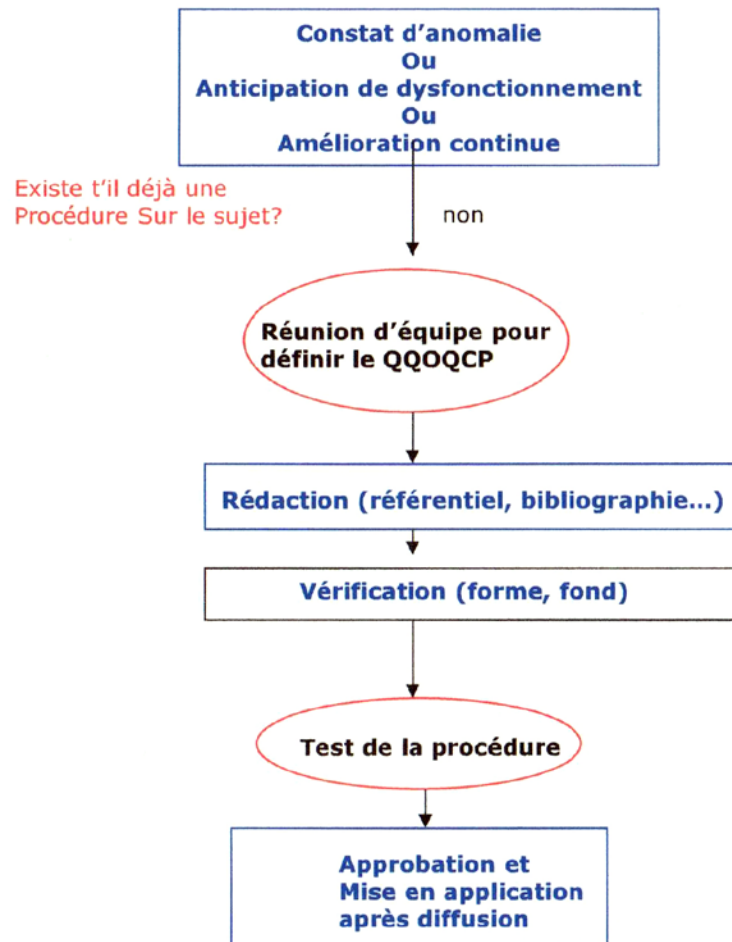 Constat d'anomalie
Ou
Anticipation de dysfonctionnement
Ou
Amélioration continue
Existe t'il déjà une
Procédure Sur le sujet?
non
Réunion d'équipe pour
définir le QQOQCP
Rédaction (référentiel, bibliographie...)
Vérification (forme, fond)
Test de la procédure
Approbation et
Mise en application
après diffusion